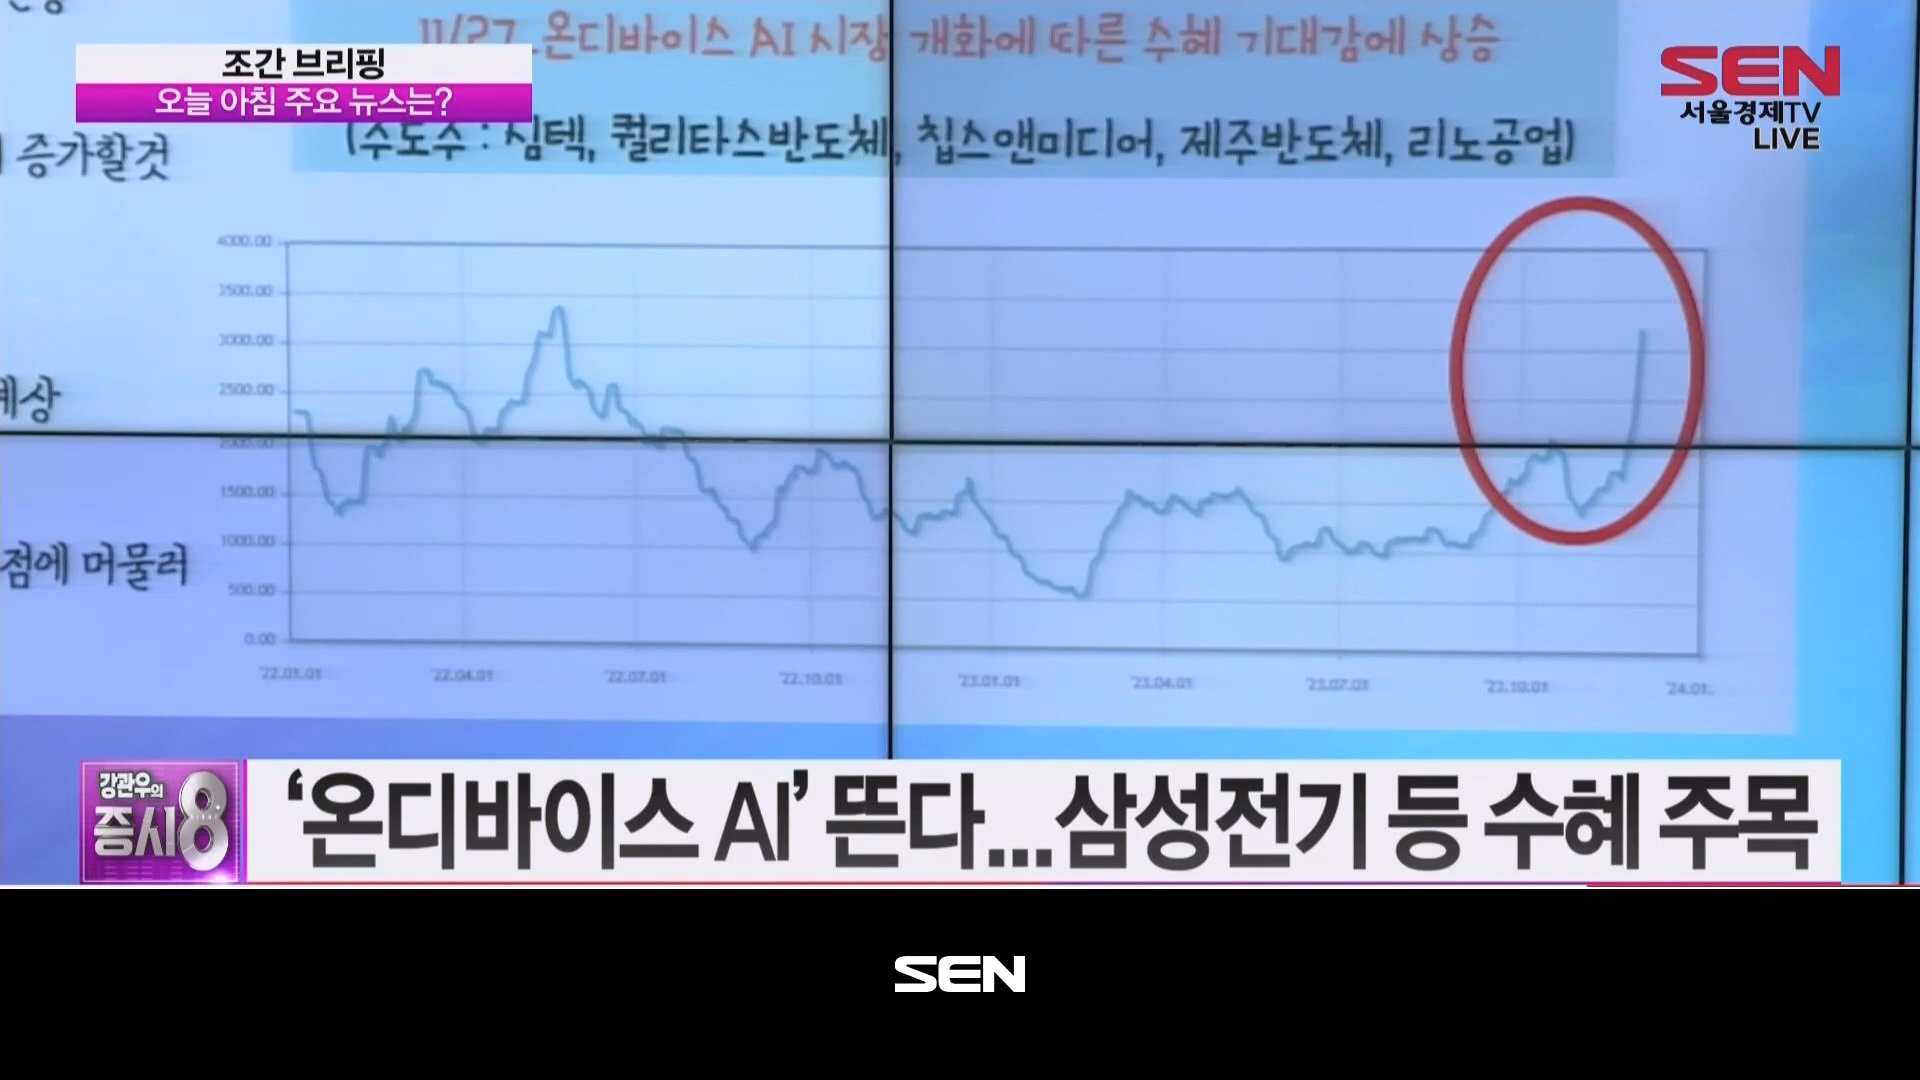 11/27 온디바이스 AI 시장 개화에 따른 수혜 기대감에 상승
조간 브리핑
오늘 아침 주요 뉴스는?
SEN
서울경제TV
LIVE
(주도주 : 심텍, 퀄리타스반도체, 칩스앤미디어, 제주반도체, 리노공업)
증가할것
4000.00
3500.00
3000.00
2500.00
예상
2000.00
1500.00
1000.00
점에 머물러
500.00
0.00
'22.01.01 '22.04.01 '22.07.01 '22.10.01 '23.01.01 '23.04.01 '23.07.01 '23.10.01 '24.01.
강관우의
증시8
‘온디바이스 AI’ 뜬다...삼성전기 등 수혜 주목
SEN